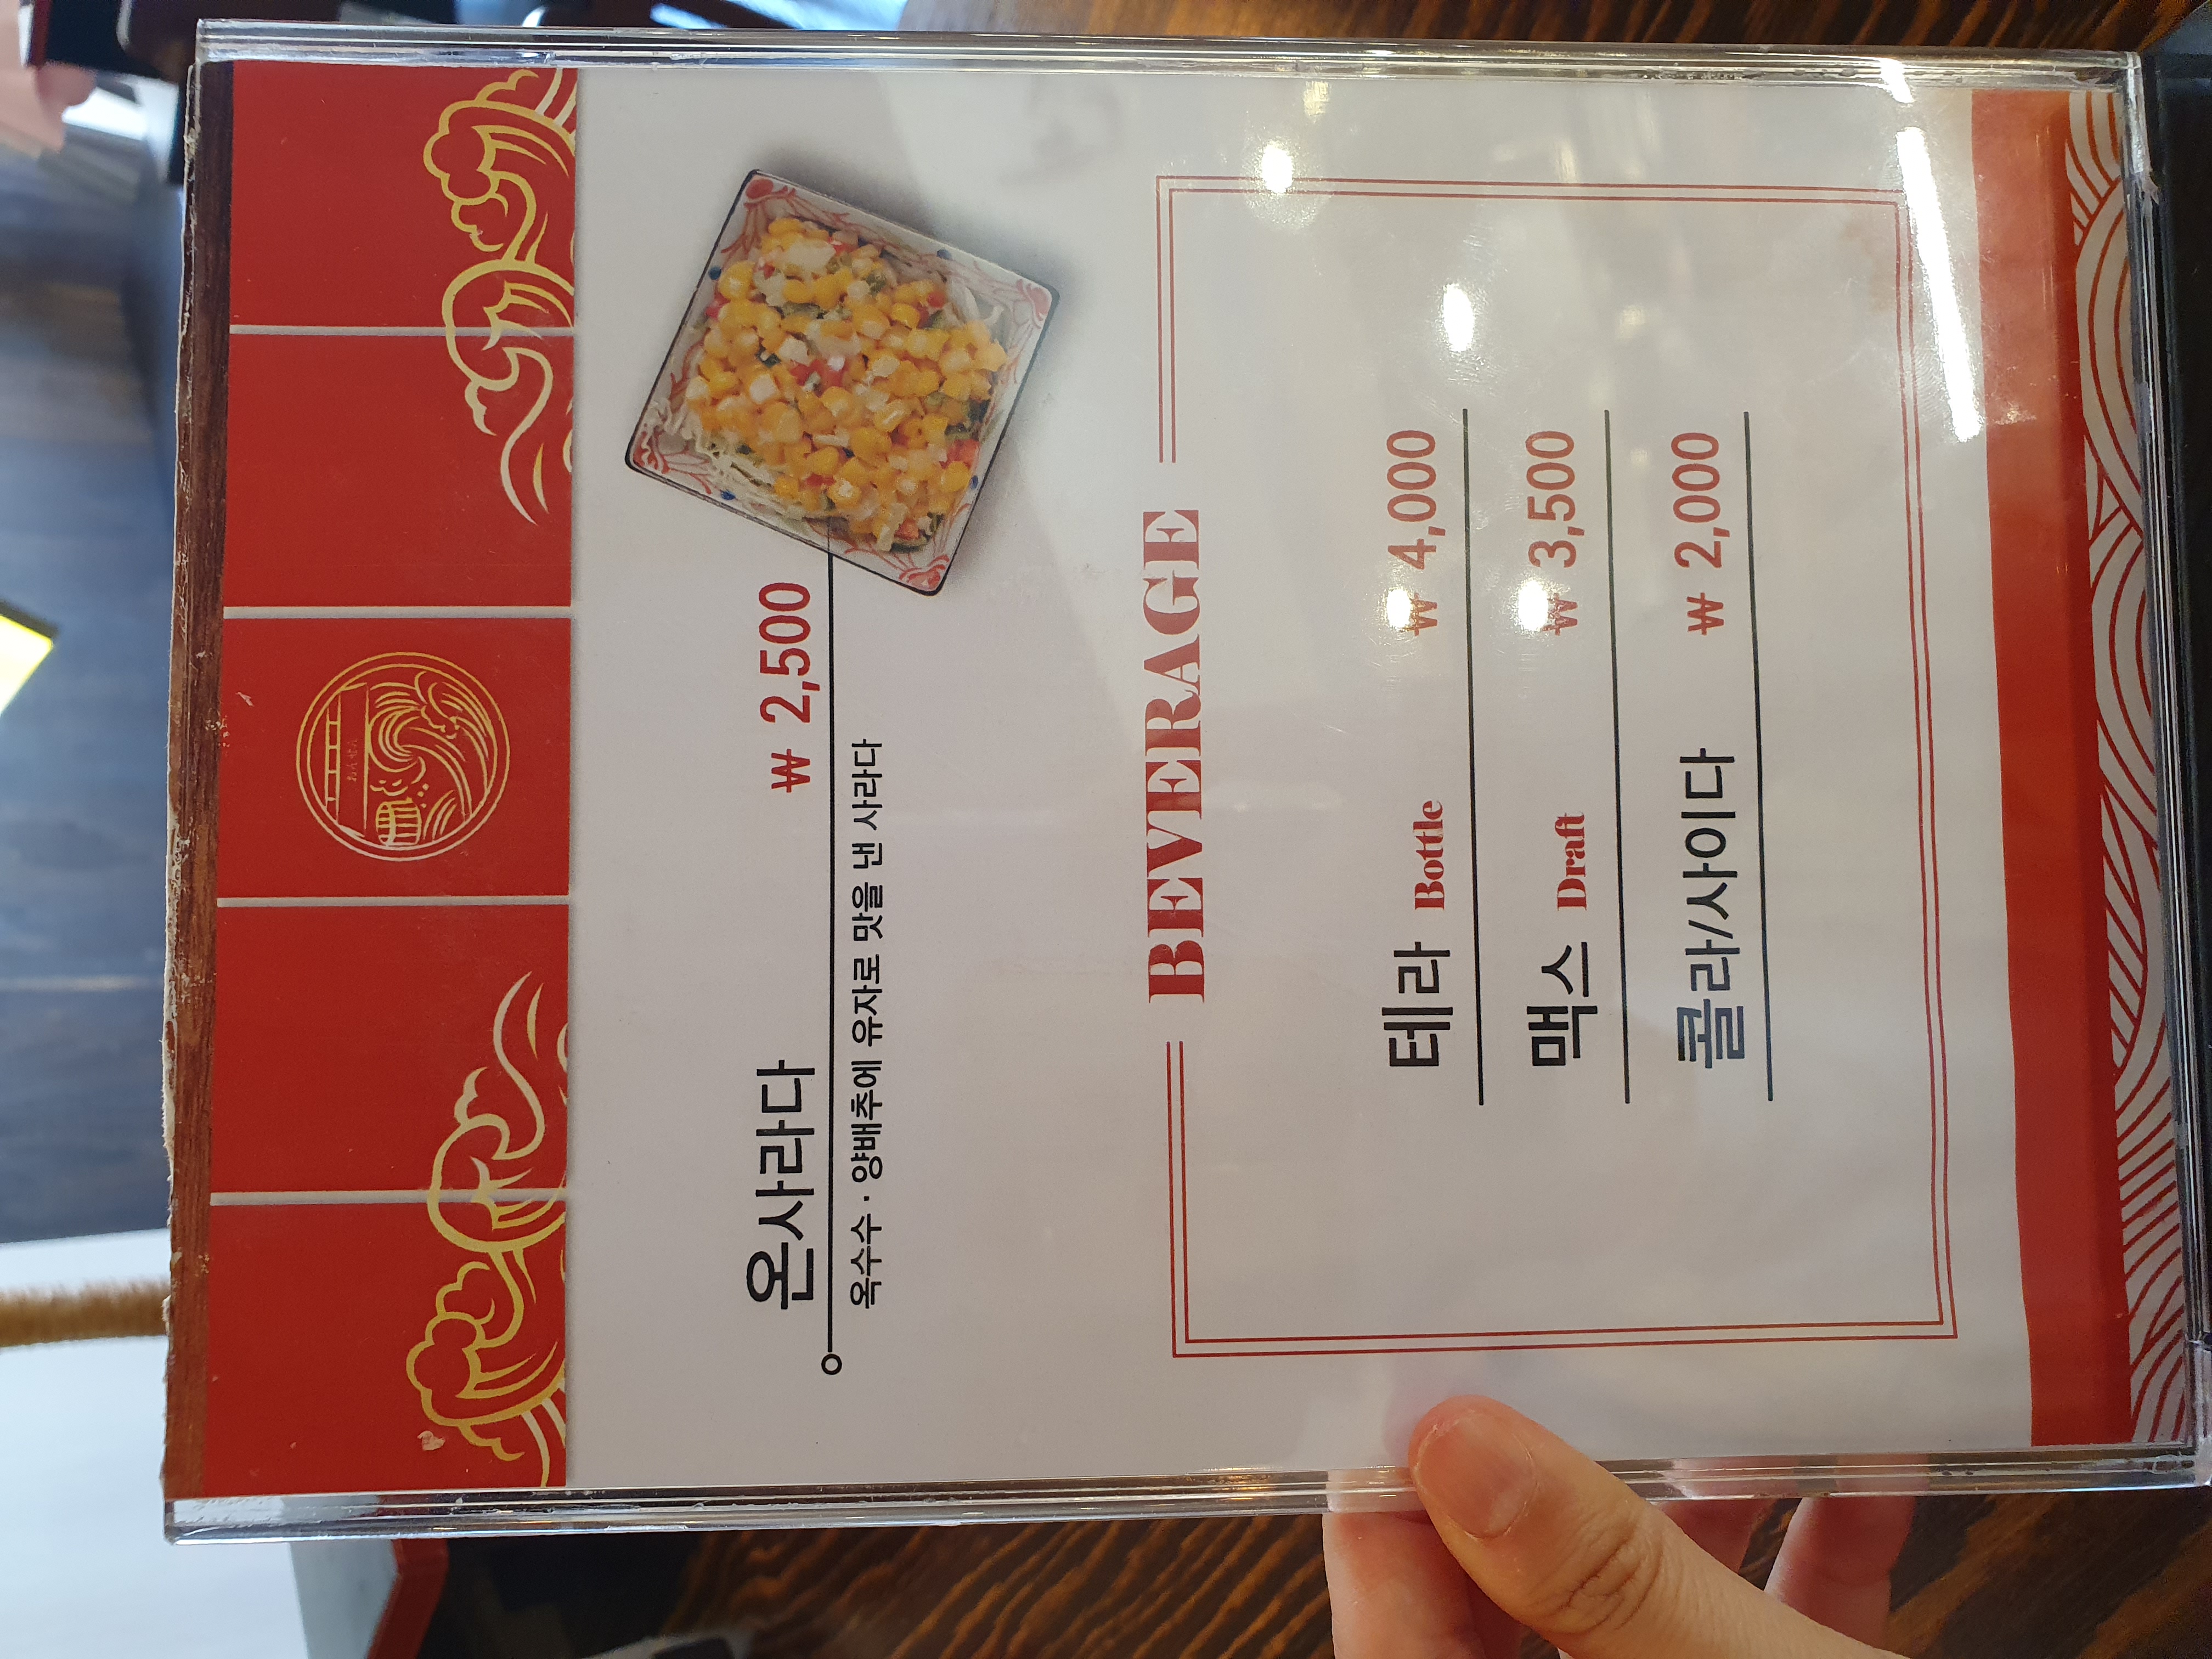 온사라다 ₩ 2,500
옥수수 · 양배추에 유자로 맛을 낸 사라다
BEVERAGE
테라 Bottle ₩ 4,000
맥스 Draft ₩ 3,500
콜라/사이다 ₩ 2,000